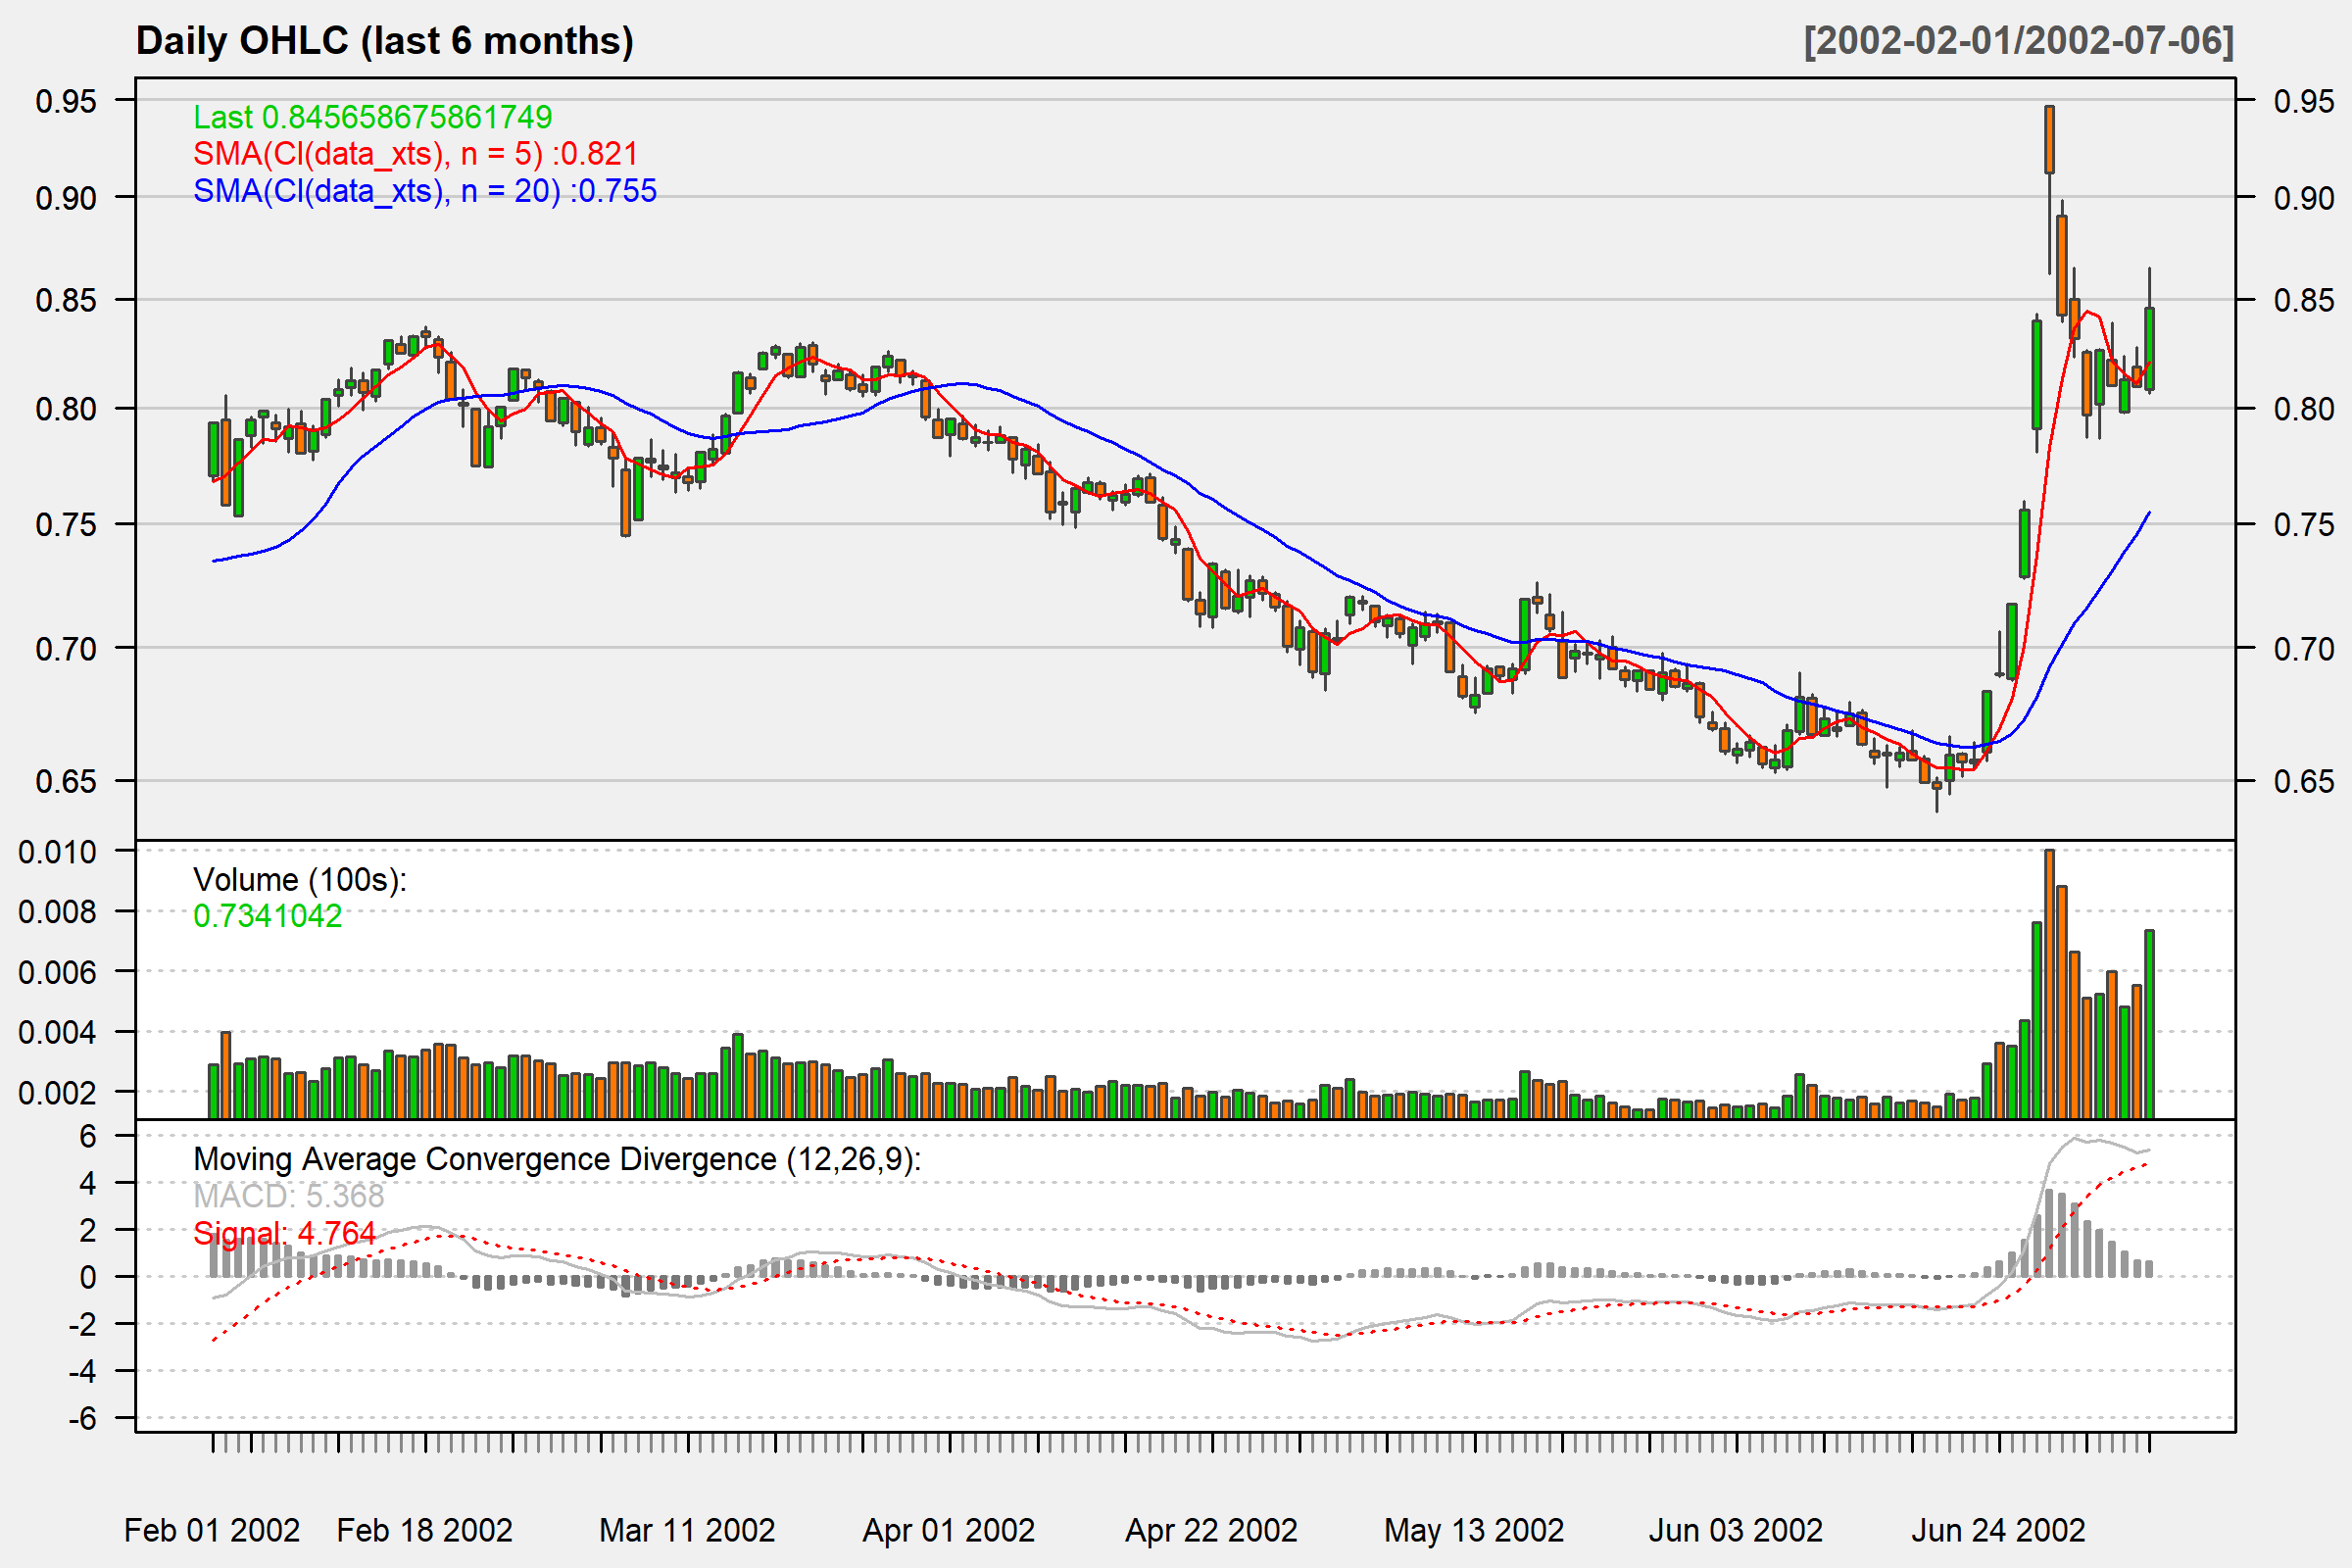 Daily OHLC (last 6 months) [2002-02-01/2002-07-06]
Last 0.845658675861749
SMA(Cl(data_xts), n = 5) :0.821
SMA(Cl(data_xts), n = 20) :0.755
0.95 0.95
0.90 0.90
0.85 0.85
0.80 0.80
0.75 0.75
0.70 0.70
0.65 0.65
Volume (100s):
0.7341042
0.010
0.008
0.006
0.004
0.002
Moving Average Convergence Divergence (12,26,9):
MACD: 5.368
Signal: 4.764
6
4
2
0
-2
-4
-6
Feb 01 2002 Feb 18 2002 Mar 11 2002 Apr 01 2002 Apr 22 2002 May 13 2002 Jun 03 2002 Jun 24 2002